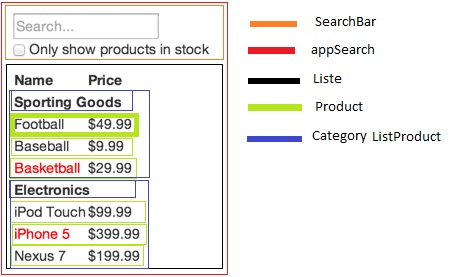 Search...
Only show products in stock
Name Price
Sporting Goods
Football $49.99
Baseball $9.99
Basketball $29.99
Electronics
iPod Touch $99.99
iPhone 5 $399.99
Nexus 7 $199.99
SearchBar
appSearch
Liste
Product
Category ListProduct